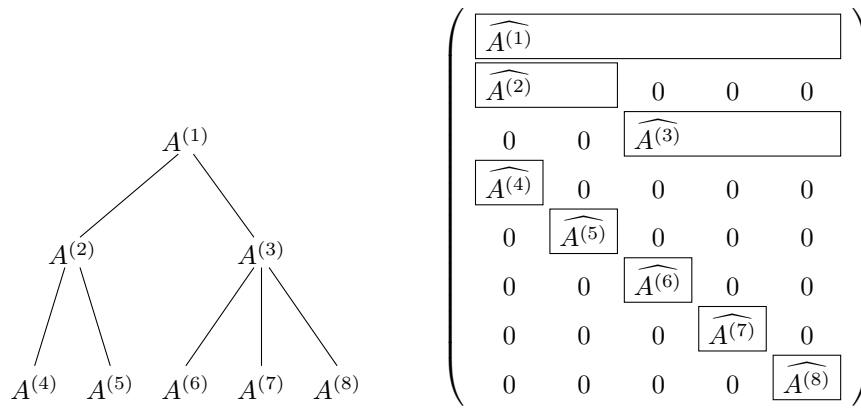 A^(1)
A^(2) A^(3)
A^(4) A^(5) A^(6) A^(7) A^(8)
\widehat{A^(1)}
\widehat{A^(2)} 0 0 0
0 0 \widehat{A^(3)}
\widehat{A^(4)} 0 0 0 0
0 \widehat{A^(5)} 0 0 0
0 0 \widehat{A^(6)} 0 0
0 0 0 \widehat{A^(7)} 0
0 0 0 0 \widehat{A^(8)}